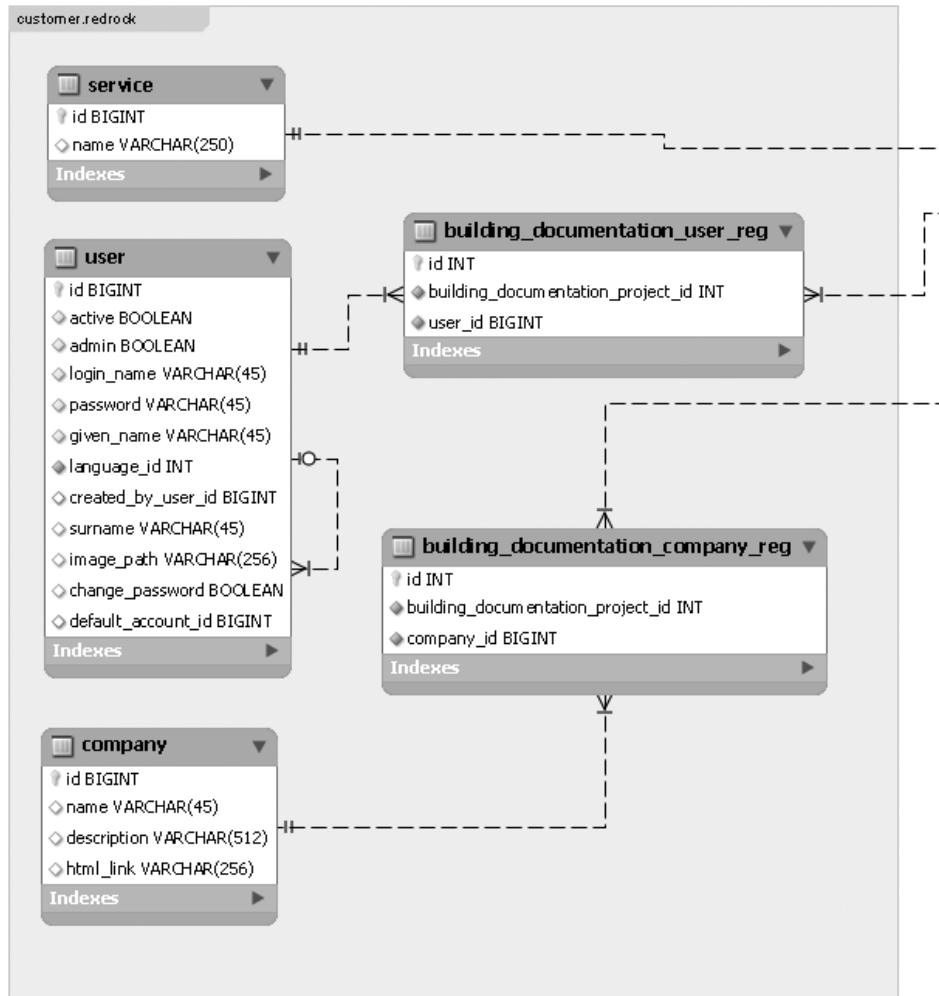 customer.redrock
service
id BIGINT
name VARCHAR(250)
Indexes
user
id BIGINT
active BOOLEAN
admin BOOLEAN
login_name VARCHAR(45)
password VARCHAR(45)
given_name VARCHAR(45)
language_id INT
created_by_user_id BIGINT
surname VARCHAR(45)
image_path VARCHAR(256)
change_password BOOLEAN
default_account_id BIGINT
Indexes
building_documentation_user_reg
id INT
building_documentation_project_id INT
user_id BIGINT
Indexes
building_documentation_company_reg
id INT
building_documentation_project_id INT
company_id BIGINT
Indexes
company
id BIGINT
name VARCHAR(45)
description VARCHAR(512)
html_link VARCHAR(256)
Indexes